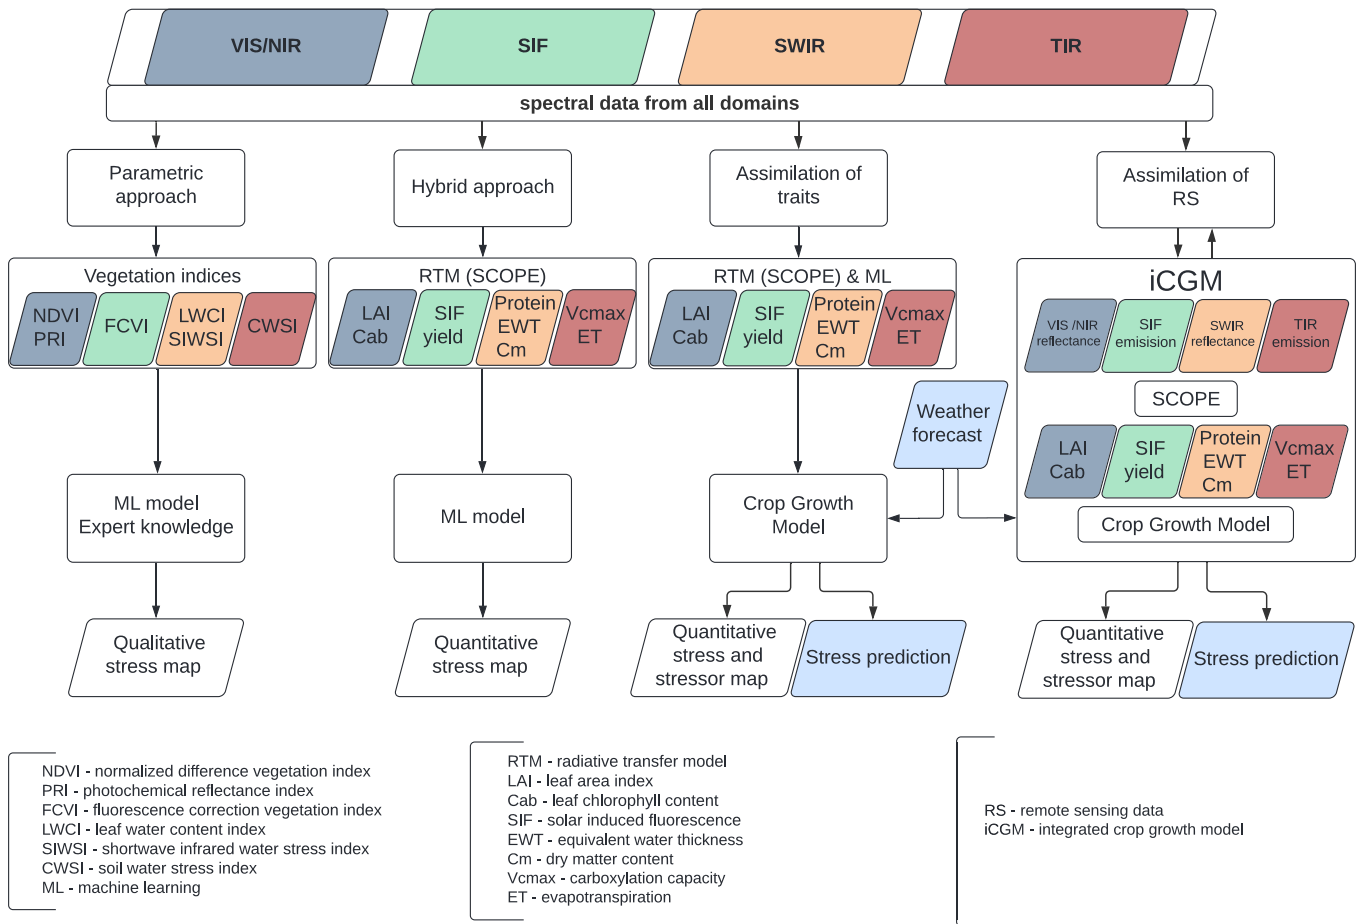 VIS/NIR
SIF
SWIR
TIR
spectral data from all domains
Parametric
approach
Hybrid approach
Assimilation of
traits
Assimilation of
RS
Vegetation indices
NDVI
PRI
FCVI
LWCI
SIWSI
CWSI
RTM (SCOPE)
LAI
Cab
SIF
yield
Protein
EWT
Cm
Vcmax
ET
RTM (SCOPE) & ML
LAI
Cab
SIF
yield
Protein
EWT
Cm
Vcmax
ET
iCGM
VIS /NIR
reflectance
SIF
emisision
SWIR
reflectance
TIR
emission
SCOPE
LAI
Cab
SIF
yield
Protein
EWT
Cm
Vcmax
ET
Crop Growth Model
Weather
forecast
ML model
Expert knowledge
ML model
Crop Growth
Model
Qualitative
stress map
Quantitative
stress map
Quantitative
stress and
stressor map
Stress prediction
Quantitative
stress and
stressor map
Stress prediction
NDVI - normalized difference vegetation index
PRI - photochemical reflectance index
FCVI - fluorescence correction vegetation index
LWCI - leaf water content index
SIWSI - shortwave infrared water stress index
CWSI - soil water stress index
ML - machine learning
RTM - radiative transfer model
LAI - leaf area index
Cab - leaf chlorophyll content
SIF - solar induced fluorescence
EWT - equivalent water thickness
Cm - dry matter content
Vcmax - carboxylation capacity
ET - evapotranspiration
RS - remote sensing data
iCGM - integrated crop growth model